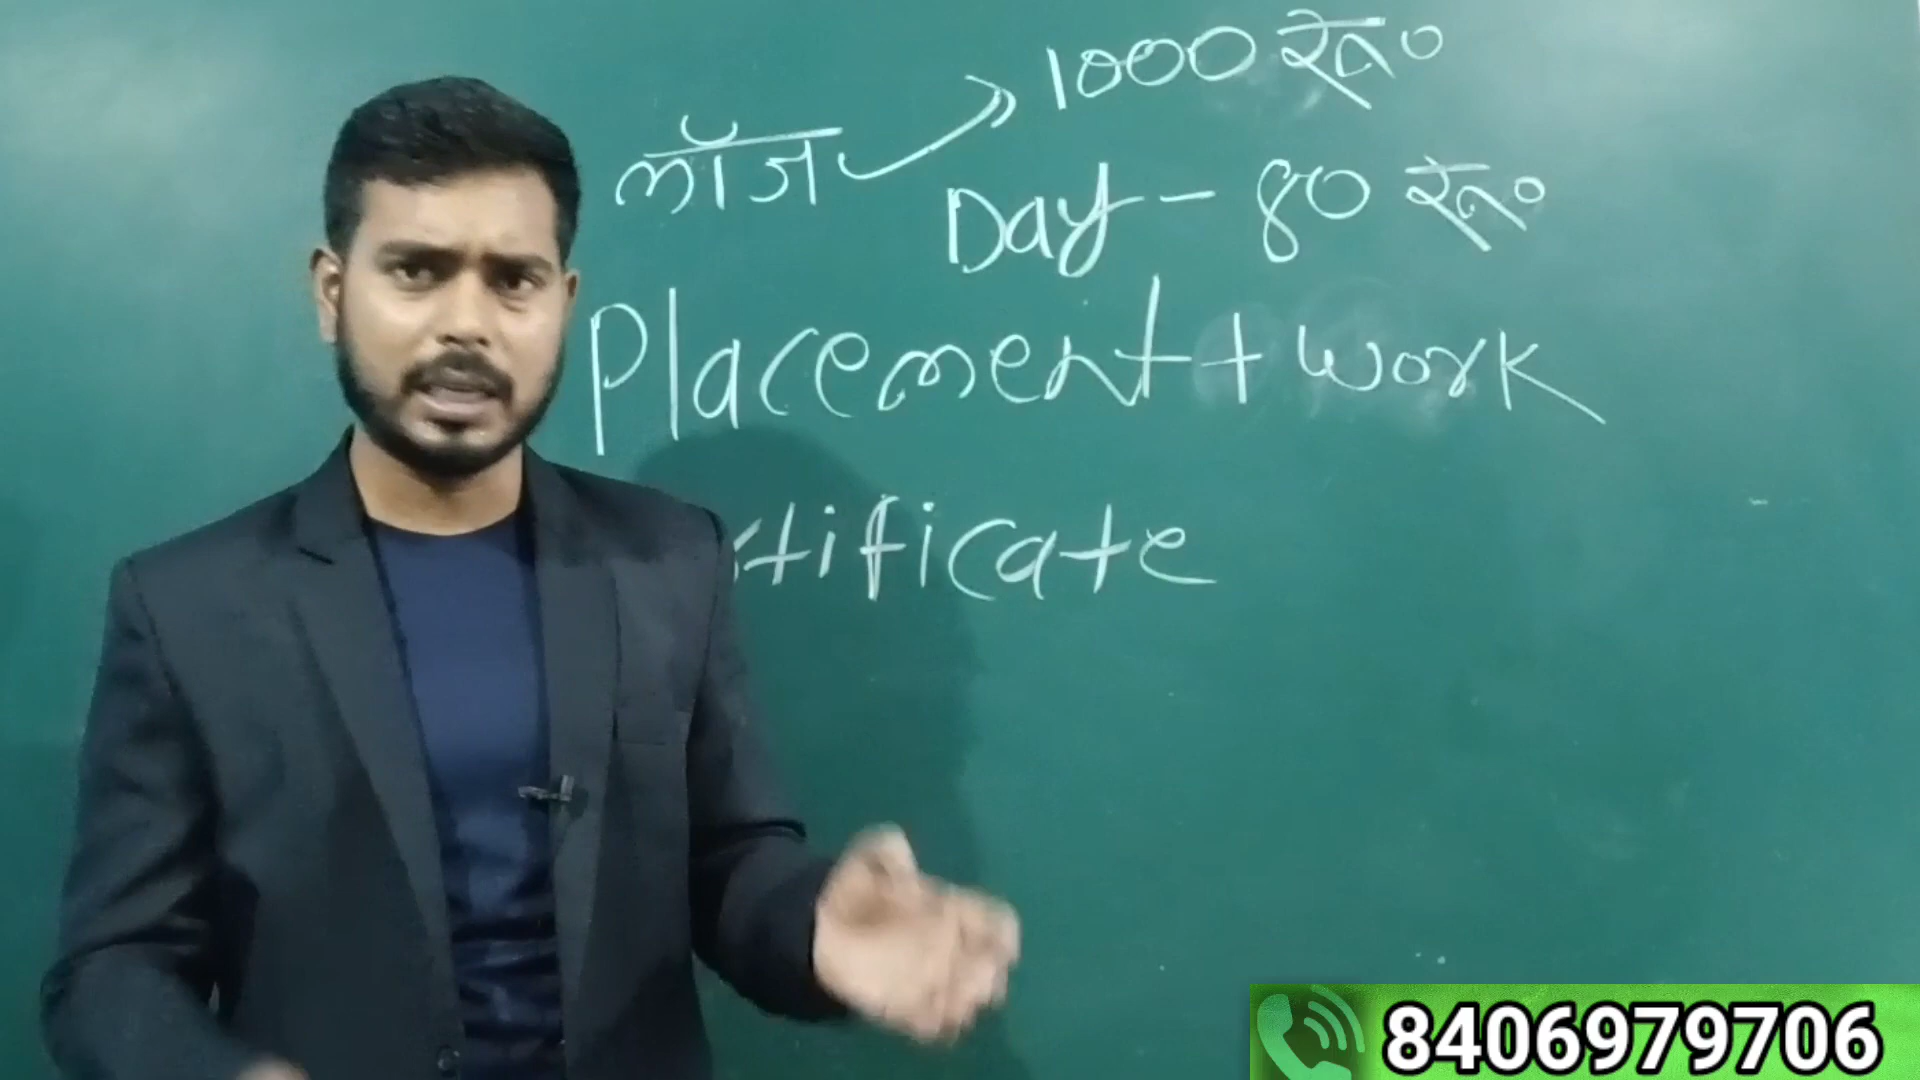 लॉज 1000 रू०
Day - 80 रू०
Placement + work
tificate
8406979706